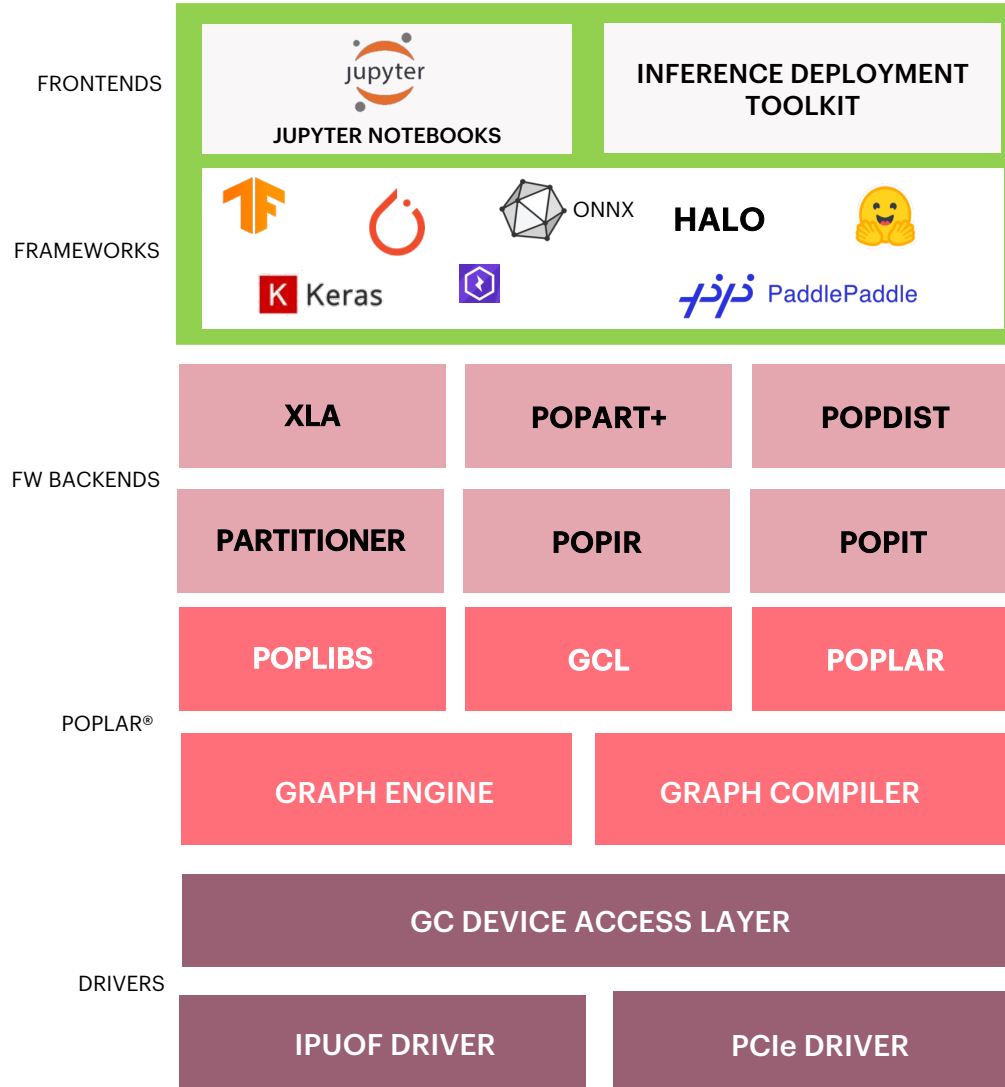 FRONTENDS
jupyter
JUPYTER NOTEBOOKS
INFERENCE DEPLOYMENT
TOOLKIT
FRAMEWORKS
ONNX
HALO
K Keras
PaddlePaddle
FW BACKENDS
XLA
POPART+
POPDIST
PARTITIONER
POPIR
POPIT
POPLAR®
POPLIBS
GCL
POPLAR
GRAPH ENGINE
GRAPH COMPILER
DRIVERS
GC DEVICE ACCESS LAYER
IPUOF DRIVER
PCIe DRIVER